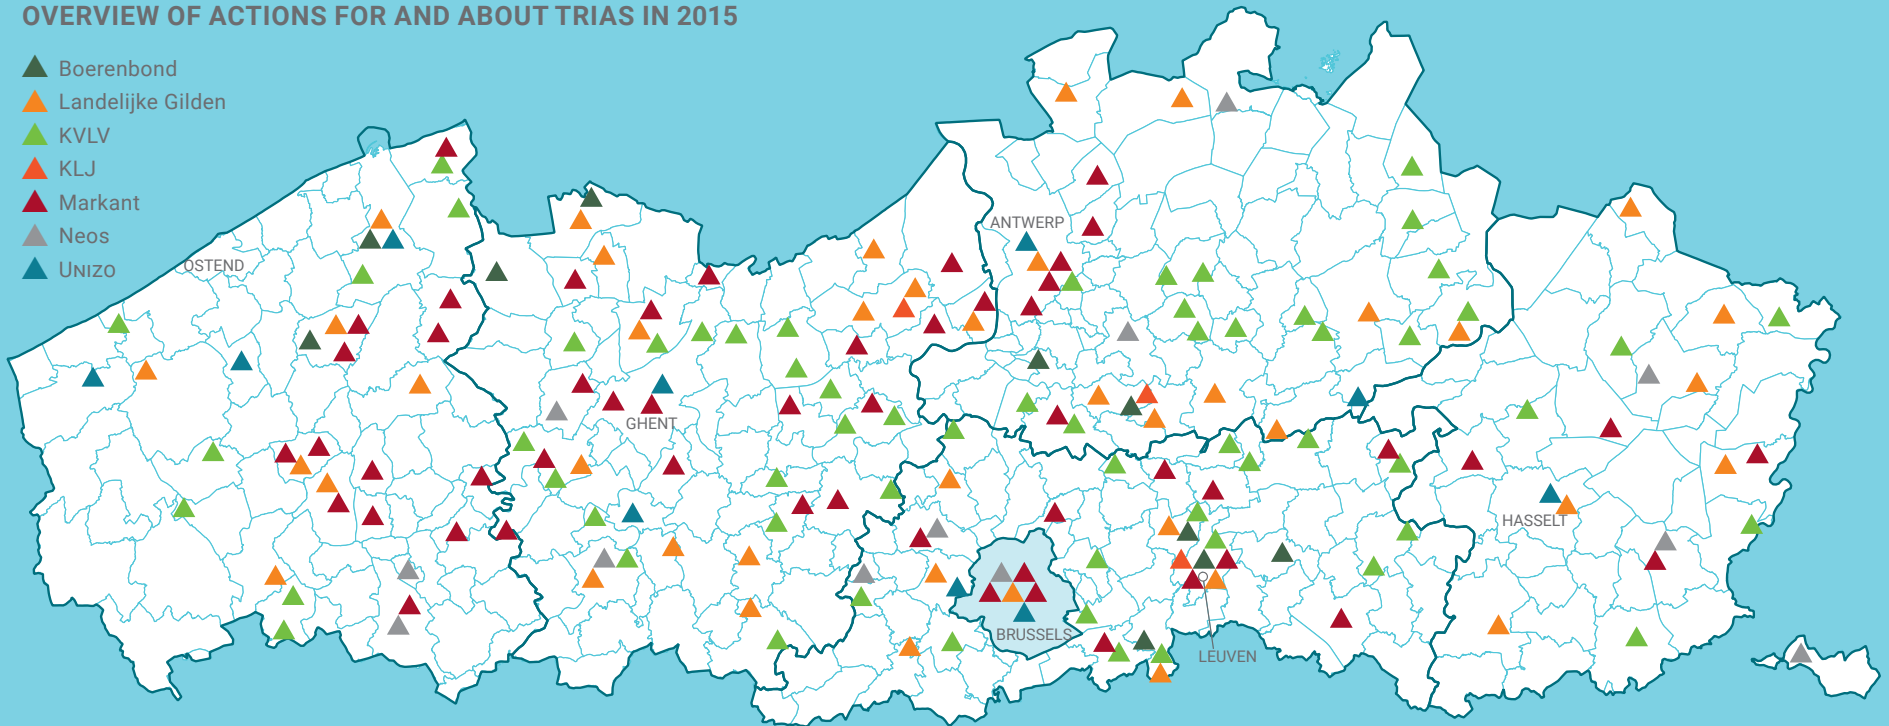 OVERVIEW OF ACTIONS FOR AND ABOUT TRIAS IN 2015
Boerenbond
Landelijke Gilden
KVLV
KLJ
Markant
Neos
UNIZO
ANTWERP
OSTEND
GHENT
HASSELT
BRUSSELS
LEUVEN